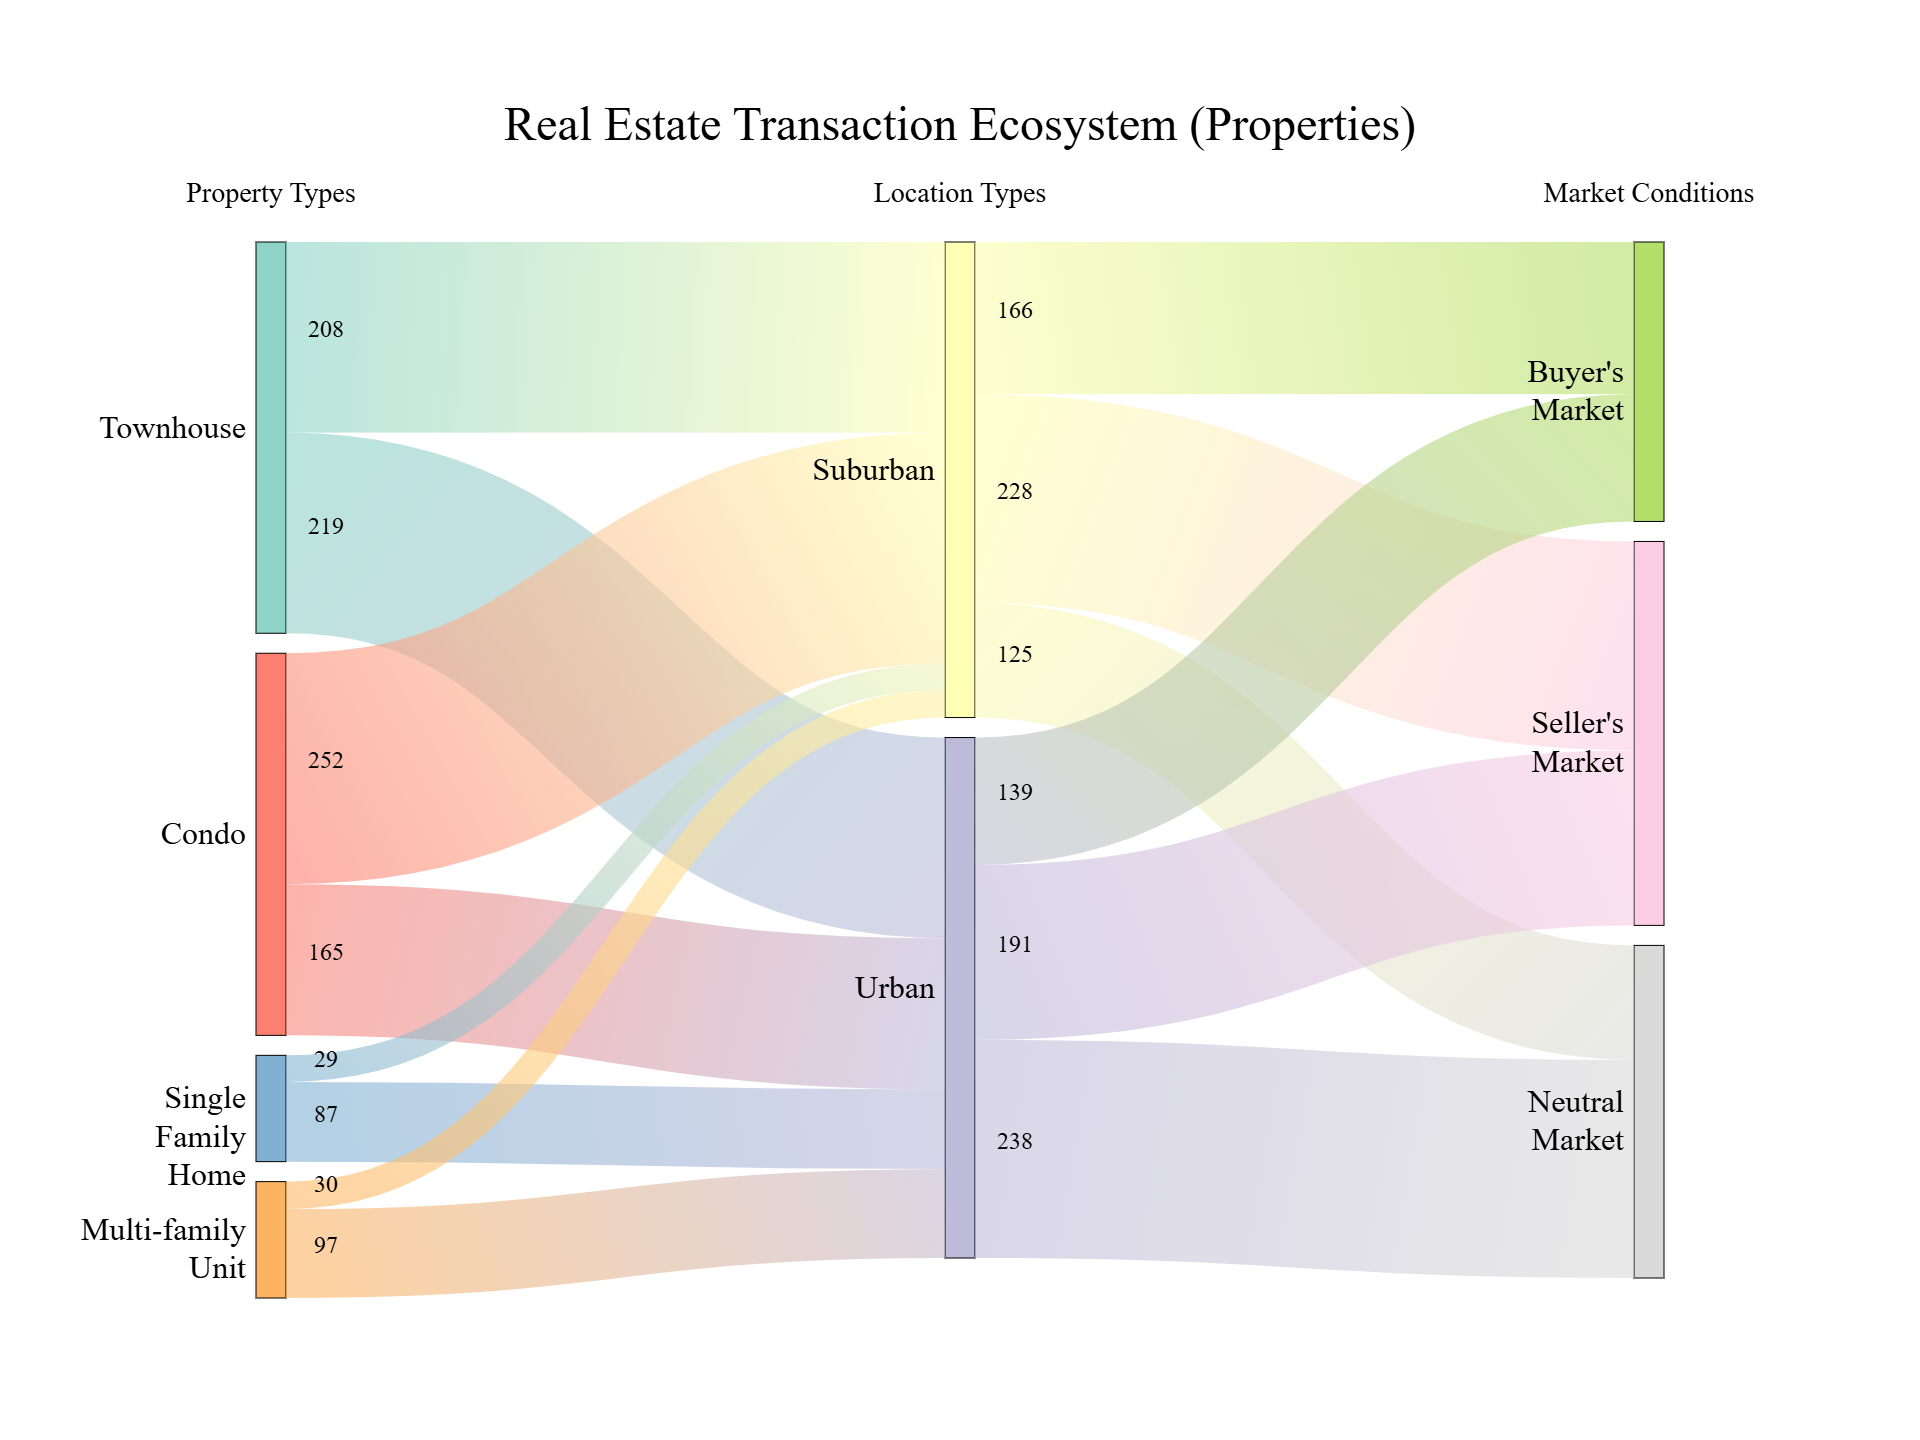 Real Estate Transaction Ecosystem (Properties)
Property Types
Location Types
Market Conditions
208
166
Buyer's
Market
Townhouse
Suburban
228
219
125
Seller's
Market
252
139
Condo
165
191
Urban
29
Single
Family
Home
87
Neutral
Market
238
30
Multi-family
Unit
97